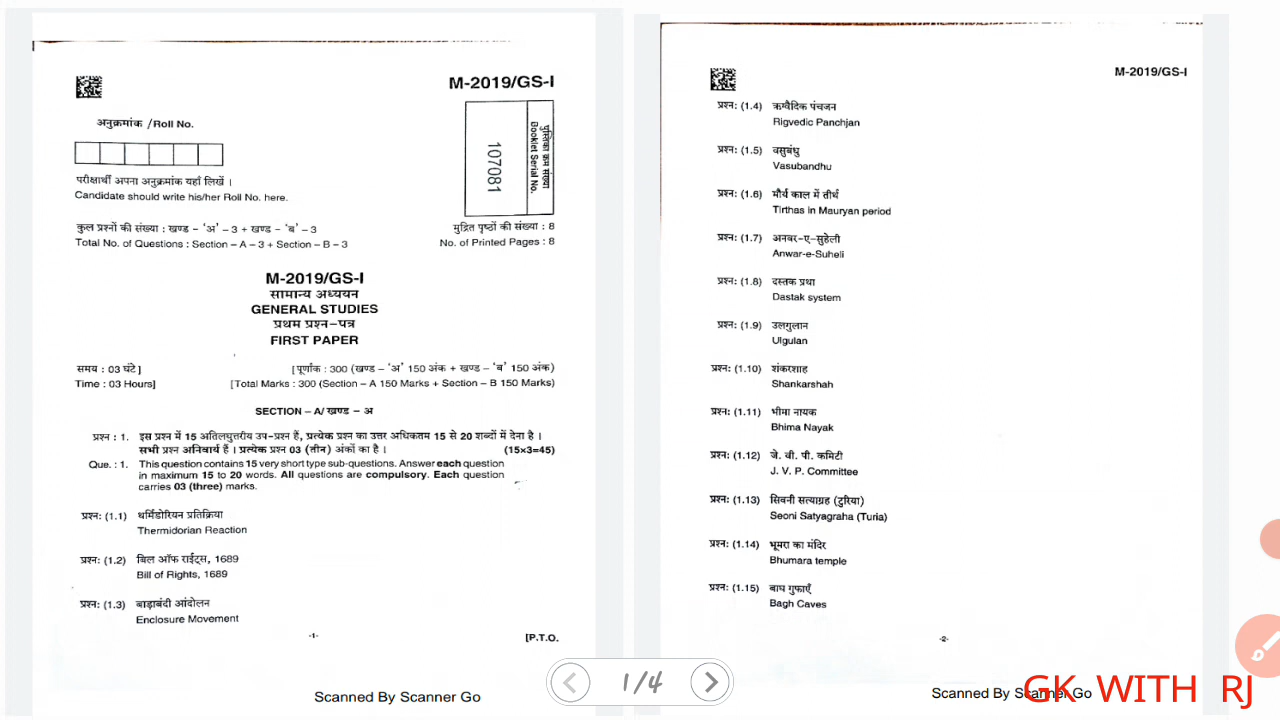 M-2019/GS-I
अनुक्रमांक /Roll No.
पुस्तिका क्रम संख्या
Booklet Serial No.
107081
परीक्षार्थी अपना अनुक्रमांक यहाँ लिखें ।
Candidate should write his/her Roll No. here.
कुल प्रश्नों की संख्या : खण्ड – ‘अ’ – 3 + खण्ड – ‘ब’ – 3
Total No. of Questions : Section – A – 3 + Section – B – 3
मुद्रित पृष्ठों की संख्या : 8
No. of Printed Pages : 8
M-2019/GS-I
सामान्य अध्ययन
GENERAL STUDIES
प्रथम प्रश्न–पत्र
FIRST PAPER
समय : 03 घंटे ]
[ पूर्णांक : 300 (खण्ड – ‘अ’ 150 अंक + खण्ड – ‘ब’ 150 अंक)
Time : 03 Hours]
[Total Marks : 300 (Section – A 150 Marks + Section – B 150 Marks)
SECTION – A/ खण्ड – अ
प्रश्न : 1. इस प्रश्न में 15 अतिलघुत्तरीय उप–प्रश्न हैं, प्रत्येक प्रश्न का उत्तर अधिकतम 15 से 20 शब्दों में देना है ।
सभी प्रश्न अनिवार्य हैं । प्रत्येक प्रश्न 03 (तीन) अंकों का है । (15x3=45)
Que. : 1. This question contains 15 very short type sub-questions. Answer each question
in maximum 15 to 20 words. All questions are compulsory. Each question
carries 03 (three) marks.
प्रश्न: (1.1) थर्मिडोरियन प्रतिक्रिया
Thermidorian Reaction
प्रश्न: (1.2) बिल ऑफ राईट्स, 1689
Bill of Rights, 1689
प्रश्न: (1.3) बाड़ाबंदी आंदोलन
Enclosure Movement
-1-
[P.T.O.
Scanned By Scanner Go
M-2019/GS-I
प्रश्न: (1.4) ऋग्वैदिक पंचजन
Rigvedic Panchjan
प्रश्न: (1.5) वसुबंधु
Vasubandhu
प्रश्न: (1.6) मौर्य काल में तीर्थ
Tirthas in Mauryan period
प्रश्न: (1.7) अनवर–ए–सुहेली
Anwar-e-Suheli
प्रश्न: (1.8) दस्तक प्रथा
Dastak system
प्रश्न: (1.9) उलगुलान
Ulgulan
प्रश्न: (1.10) शंकरशाह
Shankarshah
प्रश्न: (1.11) भीमा नायक
Bhima Nayak
प्रश्न: (1.12) जे. वी. पी. कमिटी
J. V. P. Committee
प्रश्न: (1.13) सिवनी सत्याग्रह (टुरिया)
Seoni Satyagraha (Turia)
प्रश्न: (1.14) भूमरा का मंदिर
Bhumara temple
प्रश्न: (1.15) बाघ गुफाएँ
Bagh Caves
-2-
Scanned By Scanner Go
1/4
GK WITH RJ